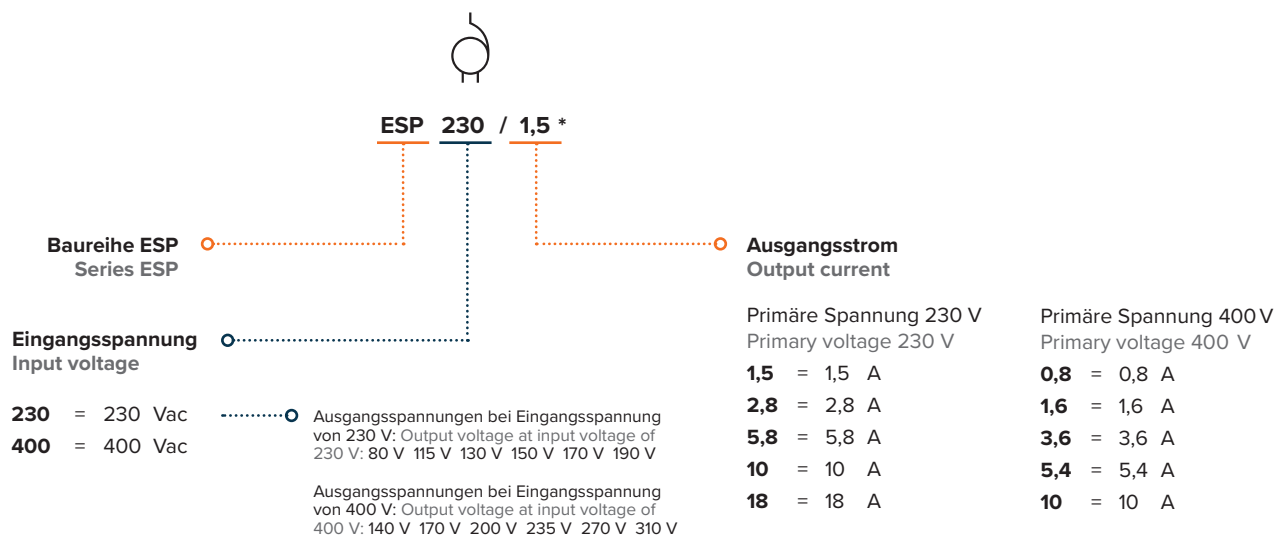 ESP 230 / 1,5 *
Baureihe ESP
Series ESP
Eingangsspannung
Input voltage
230 = 230 Vac
400 = 400 Vac
Ausgangsspannungen bei Eingangsspannung
von 230 V: Output voltage at input voltage of
230 V: 80 V 115 V 130 V 150 V 170 V 190 V
Ausgangsspannungen bei Eingangsspannung
von 400 V: Output voltage at input voltage of
400 V: 140 V 170 V 200 V 235 V 270 V 310 V
Ausgangsstrom
Output current
Primäre Spannung 230 V
Primary voltage 230 V
1,5 = 1,5 A
2,8 = 2,8 A
5,8 = 5,8 A
10 = 10 A
18 = 18 A
Primäre Spannung 400 V
Primary voltage 400 V
0,8 = 0,8 A
1,6 = 1,6 A
3,6 = 3,6 A
5,4 = 5,4 A
10 = 10 A